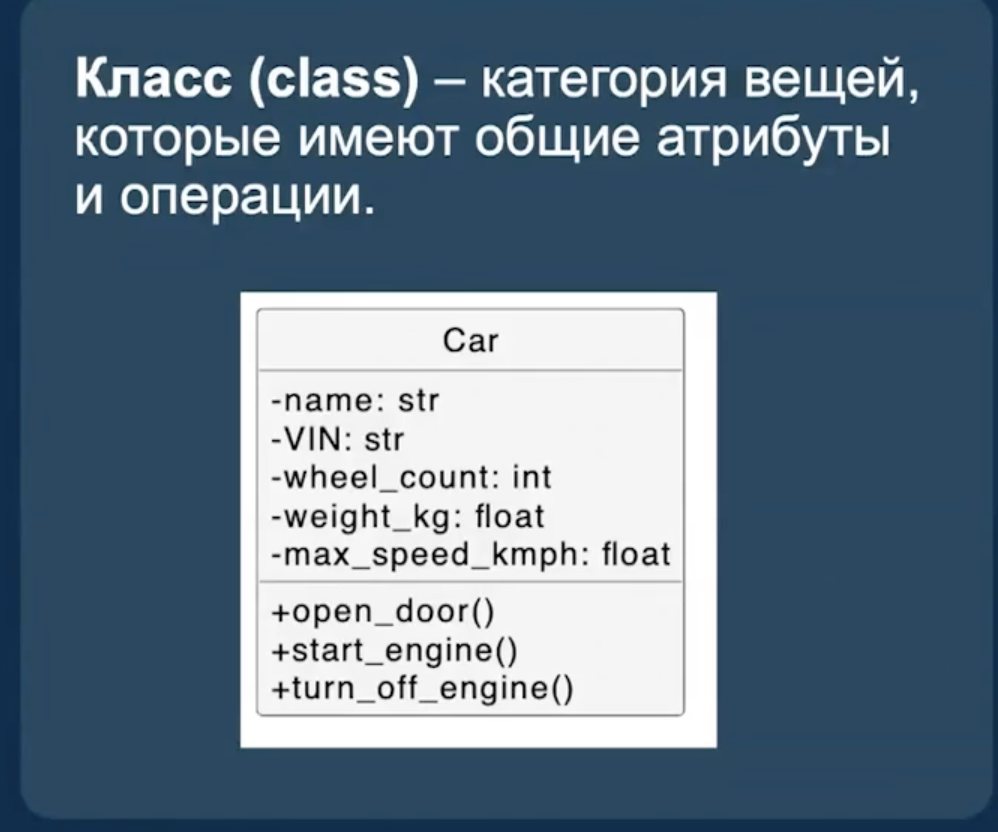 Класс (class) – категория вещей,
которые имеют общие атрибуты
и операции.
Car
-name: str
-VIN: str
-wheel_count: int
-weight_kg: float
-max_speed_kmph: float
+open_door()
+start_engine()
+turn_off_engine()